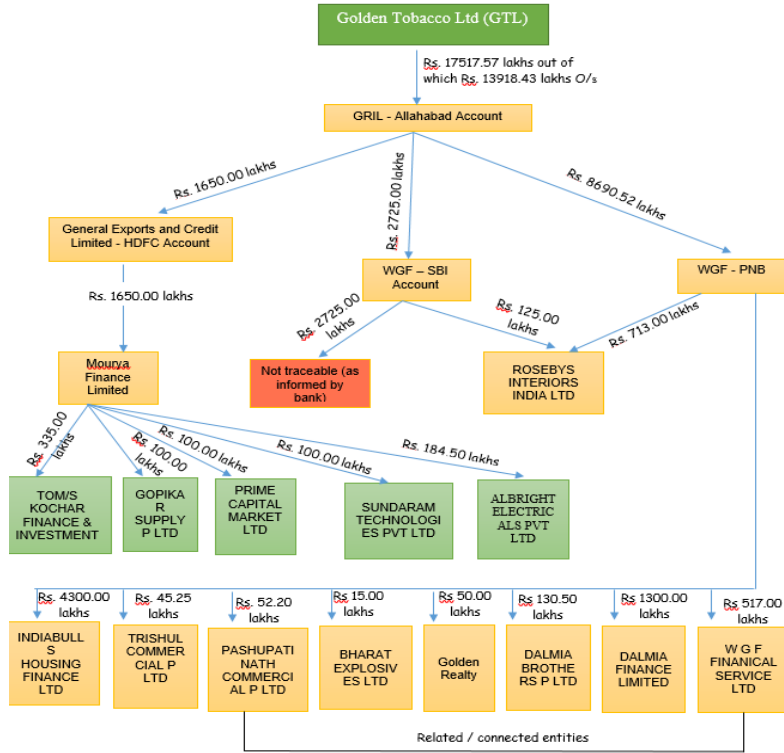 Golden Tobacco Ltd (GTL)
Rs. 17517.57 lakhs out of
which Rs. 13918.43 lakhs O/s
GRIL - Allahabad Account
Rs. 1650.00 lakhs
Rs. 2725.00 lakhs
Rs. 8690.52 lakhs
General Exports and Credit
Limited - HDFC Account
WGF – SBI
Account
WGF - PNB
Rs. 1650.00 lakhs
Rs. 2725.00
lakhs
Rs. 125.00
lakhs
Rs. 713.00 lakhs
Mourya
Finance
Limited
Not traceable (as
informed by
bank)
ROSEBYS
INTERIORS
INDIA LTD
Rs. 335.00
lakhs
Rs. 100.00
lakhs
Rs. 100.00 lakhs
Rs. 100.00 lakhs
Rs. 184.50 lakhs
TOM/S
KOCHAR
FINANCE &
INVESTMENT
GOPIKA
R
SUPPLY
P LTD
PRIME
CAPITAL
MARKET
LTD
SUNDARAM
TECHNOLOGI
ES PVT LTD
ALBRIGHT
ELECTRIC
ALS PVT
LTD
Rs. 4300.00
lakhs
Rs. 45.25
lakhs
Rs. 52.20
lakhs
Rs 15.00
lakhs
Rs 50.00
lakhs
Rs 130.50
lakhs
Rs 1300.00
lakhs
Rs 517.00
lakhs
INDIABULL
S
HOUSING
FINANCE
LTD
TRISHUL
COMMER
CIAL P
LTD
PASHUPATI
NATH
COMMERCI
AL P LTD
BHARAT
EXPLOSIV
ES LTD
Golden
Realty
DALMIA
BROTHE
RS P LTD
DALMIA
FINANCE
LIMITED
W G F
FINANICAL
SERVICE
LTD
Related / connected entities